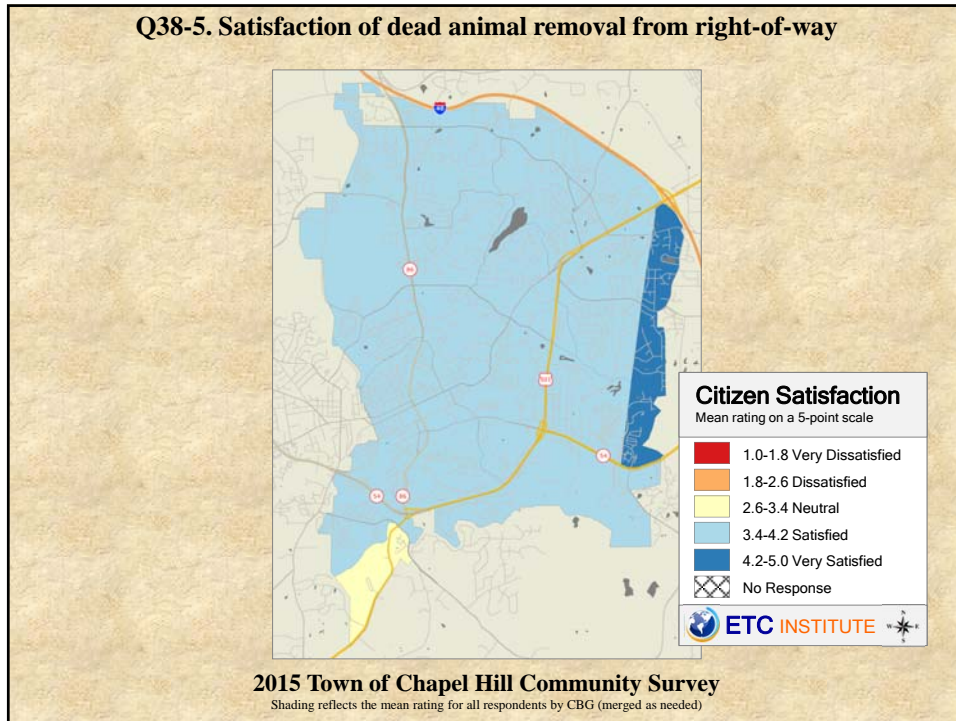 Q38-5. Satisfaction of dead animal removal from right-of-way
40
86
501
54
54
86
Citizen Satisfaction
Mean rating on a 5-point scale
1.0-1.8 Very Dissatisfied
1.8-2.6 Dissatisfied
2.6-3.4 Neutral
3.4-4.2 Satisfied
4.2-5.0 Very Satisfied
No Response
ETC INSTITUTE
N
W E
S
2015 Town of Chapel Hill Community Survey
Shading reflects the mean rating for all respondents by CBG (merged as needed)